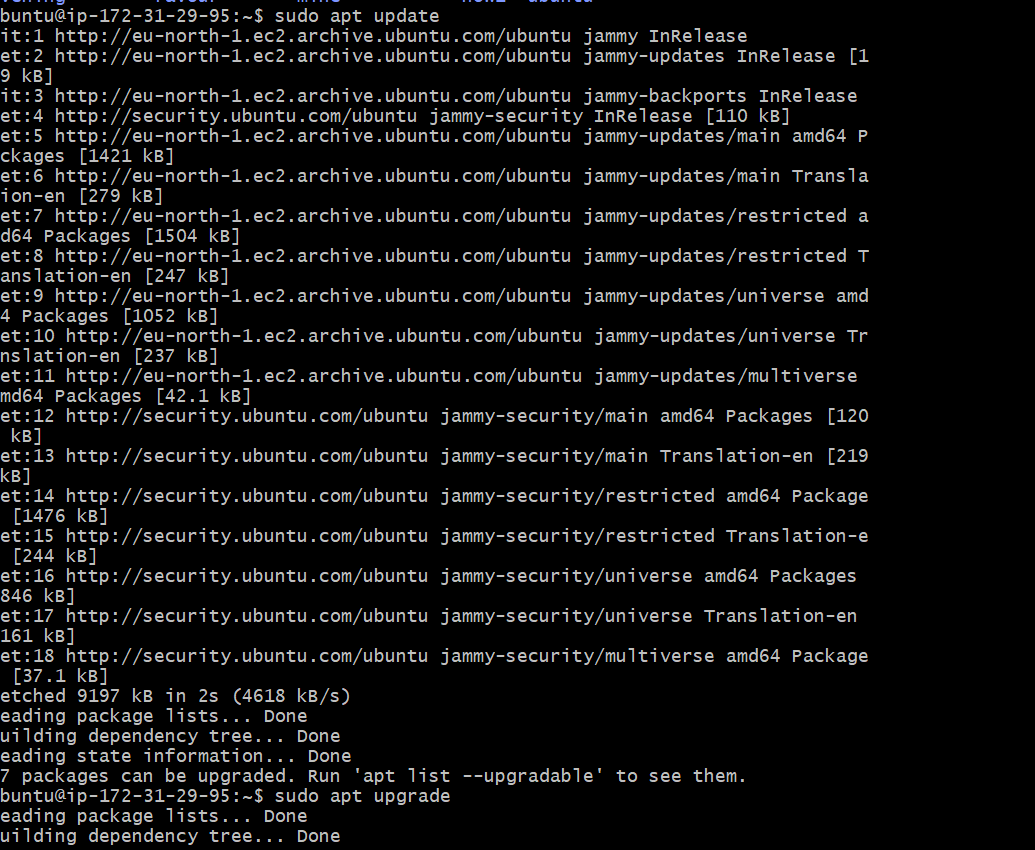 buntu@ip-172-31-29-95:~$ sudo apt update
it:1 http://eu-north-1.ec2.archive.ubuntu.com/ubuntu jammy InRelease
et:2 http://eu-north-1.ec2.archive.ubuntu.com/ubuntu jammy-updates InRelease [1
9 kB]
it:3 http://eu-north-1.ec2.archive.ubuntu.com/ubuntu jammy-backports InRelease
et:4 http://security.ubuntu.com/ubuntu jammy-security InRelease [110 kB]
et:5 http://eu-north-1.ec2.archive.ubuntu.com/ubuntu jammy-updates/main amd64 P
ckages [1421 kB]
et:6 http://eu-north-1.ec2.archive.ubuntu.com/ubuntu jammy-updates/main Transla
ion-en [279 kB]
et:7 http://eu-north-1.ec2.archive.ubuntu.com/ubuntu jammy-updates/restricted a
d64 Packages [1504 kB]
et:8 http://eu-north-1.ec2.archive.ubuntu.com/ubuntu jammy-updates/restricted T
anslation-en [247 kB]
et:9 http://eu-north-1.ec2.archive.ubuntu.com/ubuntu jammy-updates/universe amd
4 Packages [1052 kB]
et:10 http://eu-north-1.ec2.archive.ubuntu.com/ubuntu jammy-updates/universe Tr
nslation-en [237 kB]
et:11 http://eu-north-1.ec2.archive.ubuntu.com/ubuntu jammy-updates/multiverse
md64 Packages [42.1 kB]
et:12 http://security.ubuntu.com/ubuntu jammy-security/main amd64 Packages [120
 kB]
et:13 http://security.ubuntu.com/ubuntu jammy-security/main Translation-en [219
kB]
et:14 http://security.ubuntu.com/ubuntu jammy-security/restricted amd64 Package
 [1476 kB]
et:15 http://security.ubuntu.com/ubuntu jammy-security/restricted Translation-e
 [244 kB]
et:16 http://security.ubuntu.com/ubuntu jammy-security/universe amd64 Packages
846 kB]
et:17 http://security.ubuntu.com/ubuntu jammy-security/universe Translation-en
161 kB]
et:18 http://security.ubuntu.com/ubuntu jammy-security/multiverse amd64 Package
 [37.1 kB]
etched 9197 kB in 2s (4618 kB/s)
eading package lists... Done
uilding dependency tree... Done
eading state information... Done
7 packages can be upgraded. Run 'apt list --upgradable' to see them.
buntu@ip-172-31-29-95:~$ sudo apt upgrade
eading package lists... Done
uilding dependency tree... Done